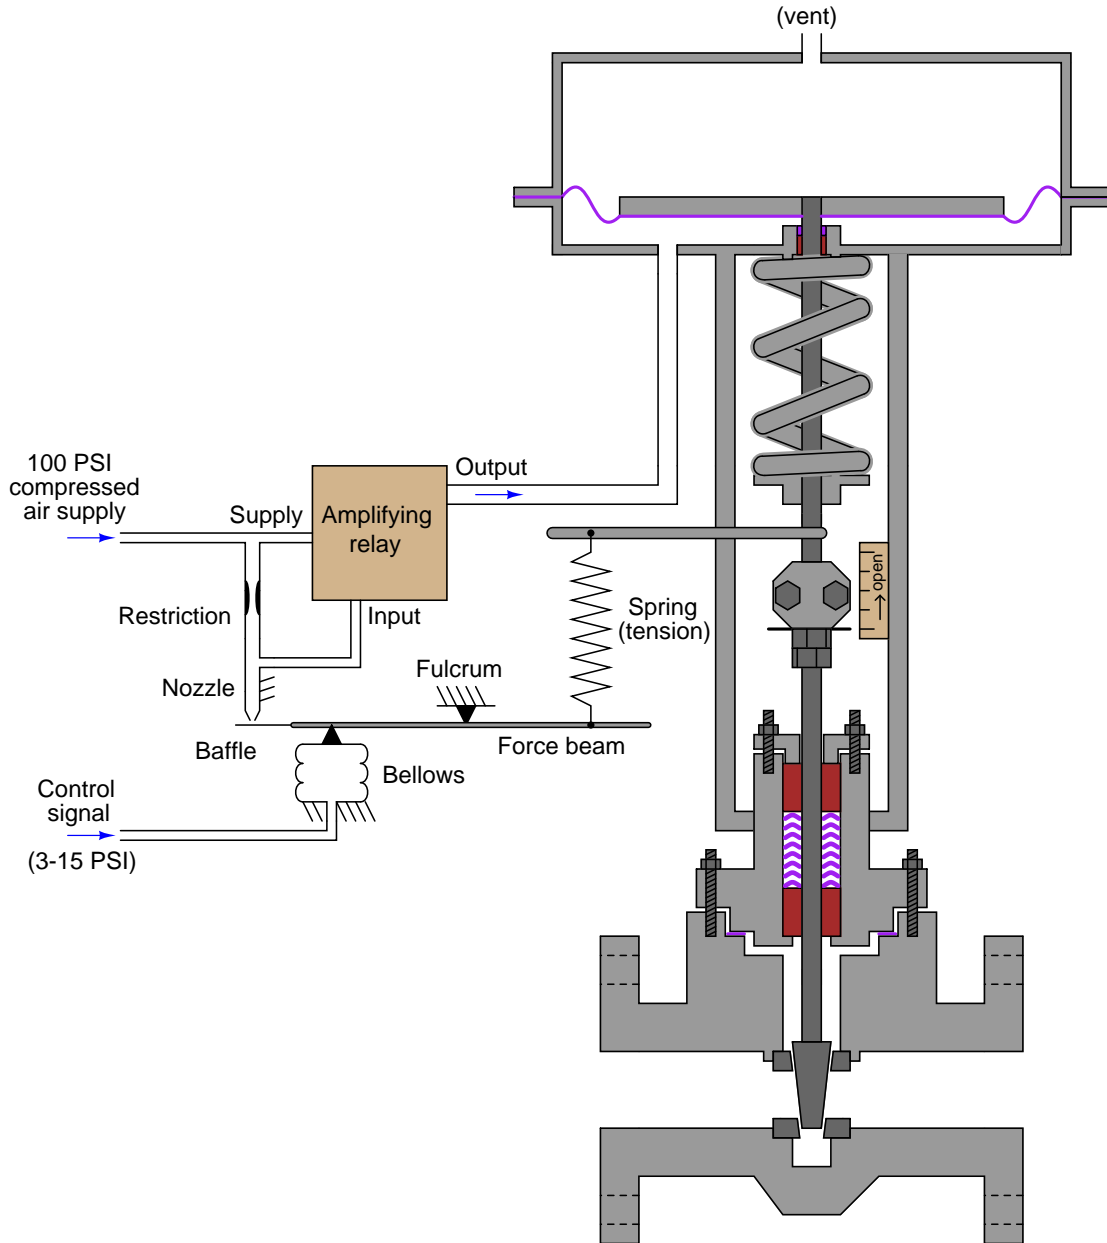 (vent)
100 PSI
compressed
air supply
Supply
Amplifying
relay
Output
Restriction
Input
Nozzle
Fulcrum
Spring
(tension)
open
Baffle
Force beam
Bellows
Control
signal
(3-15 PSI)